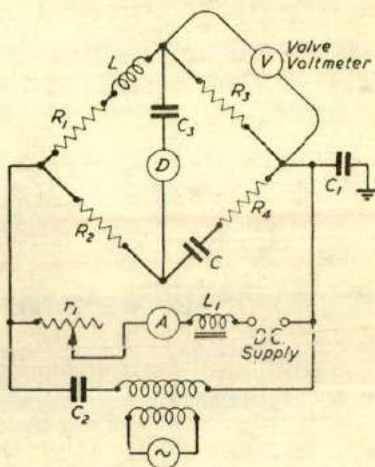 L
V
Valve
Voltmeter
R1
C3
R3
D
C1
R2
C
R4
r1
A
L1
D.C.
Supply
C2
~